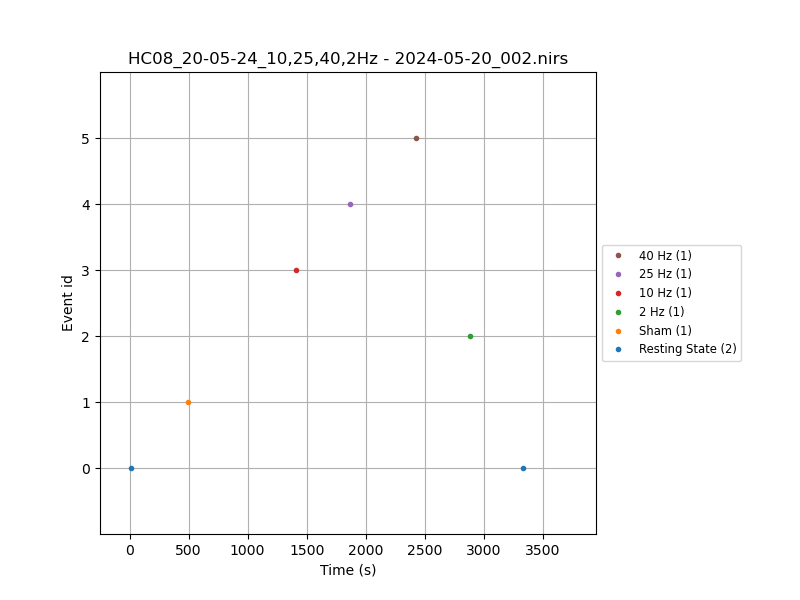 HC08_20-05-24_10,25,40,2Hz - 2024-05-20_002.nirs
5
4
3
2
1
0
Event id
0
500
1000
1500
2000
2500
3000
3500
Time (s)
40 Hz (1)
25 Hz (1)
10 Hz (1)
2 Hz (1)
Sham (1)
Resting State (2)